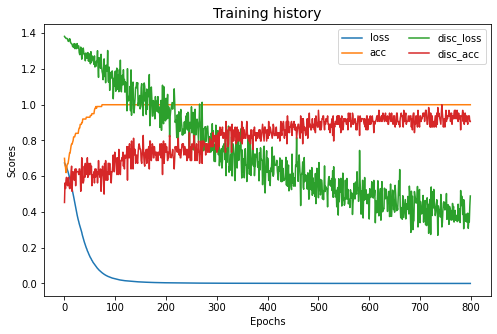 Training history
loss
acc
disc_loss
disc_acc
Scores
1.4
1.2
1.0
0.8
0.6
0.4
0.2
0.0
0 100 200 300 400 500 600 700 800
Epochs